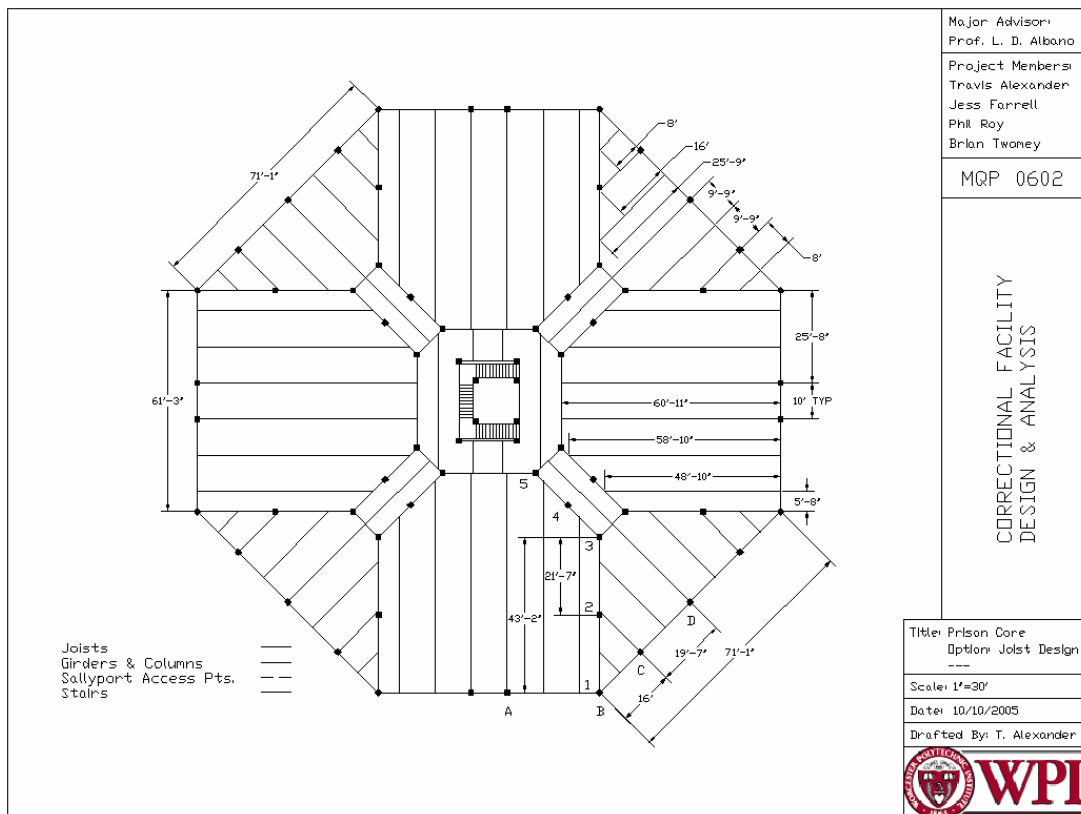 Major Advisor:
Prof. L. D. Albano
Project Members:
Travis Alexander
Jess Farrell
Phil Roy
Brian Twomey
MQP 0602
CORRECTIONAL FACILITY
DESIGN & ANALYSIS
8'
16'
25'-9"
9'-9"
9'-9"
8'
71'-1"
25'-8"
10' TYP
61'-3"
60'-11"
58'-10"
48'-10"
5'-8"
5
4
3
21'-7"
43'-2"
2
1
D
19'-7"
71'-1"
C
16'
A
B
Joists
Girders & Columns
Sallyport Access Pts.
Stairs
Title: Prison Core
Option: Joist Design
---
Scale: 1"=30'
Date: 10/10/2005
Drafted By: T. Alexander
WPI